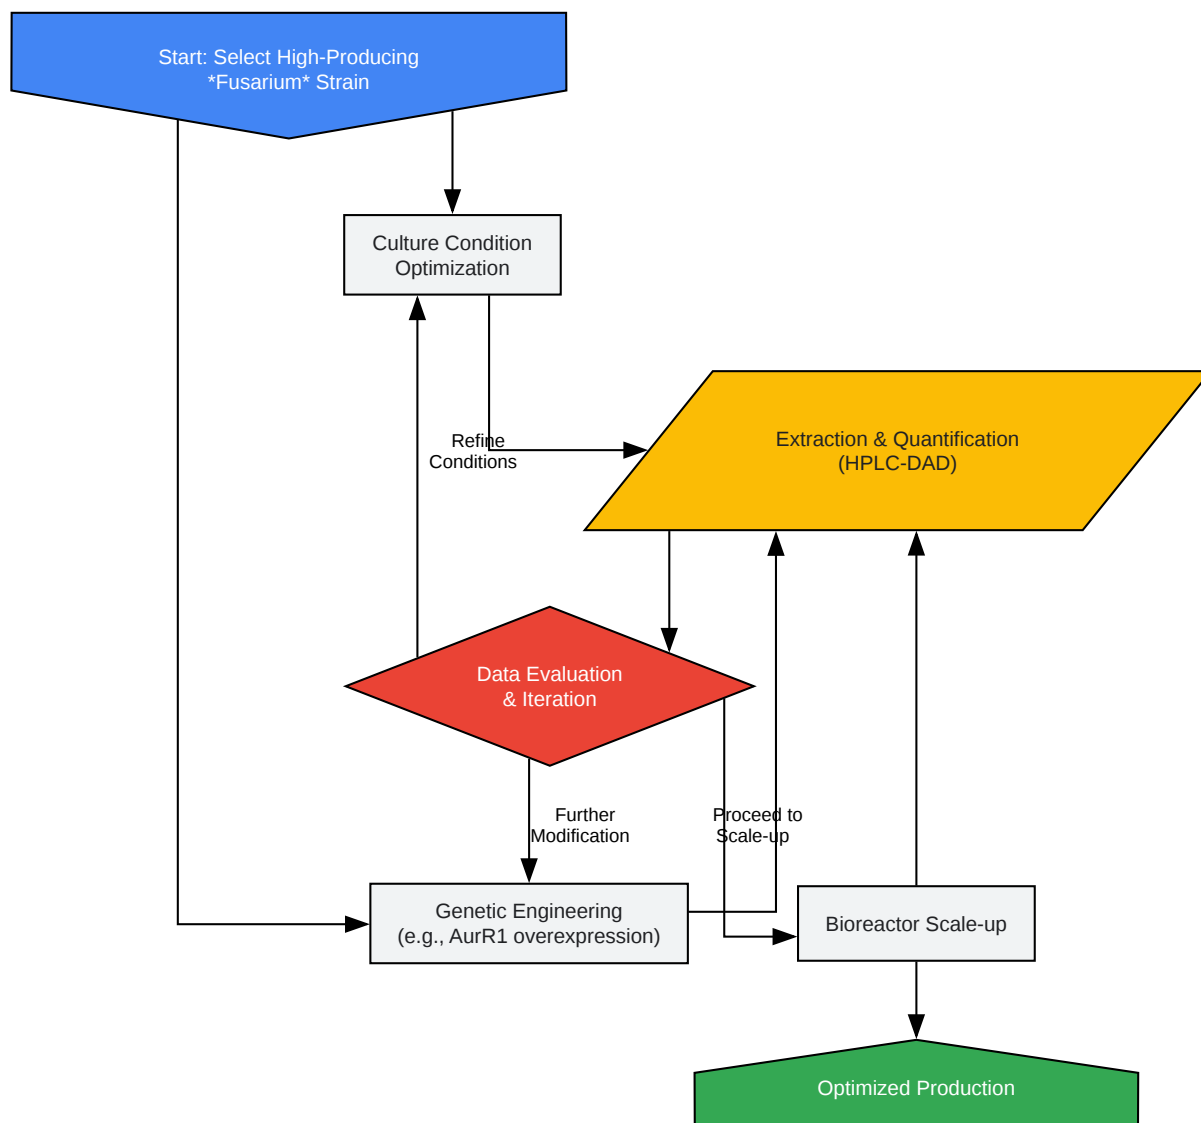 Start: Select High-Producing
*Fusarium* Strain
Culture Condition
Optimization
Refine
Conditions
Extraction & Quantification
(HPLC-DAD)
Data Evaluation
& Iteration
Further
Modification
Proceed to
Scale-up
Genetic Engineering
(e.g., AurR1 overexpression)
Bioreactor Scale-up
Optimized Production